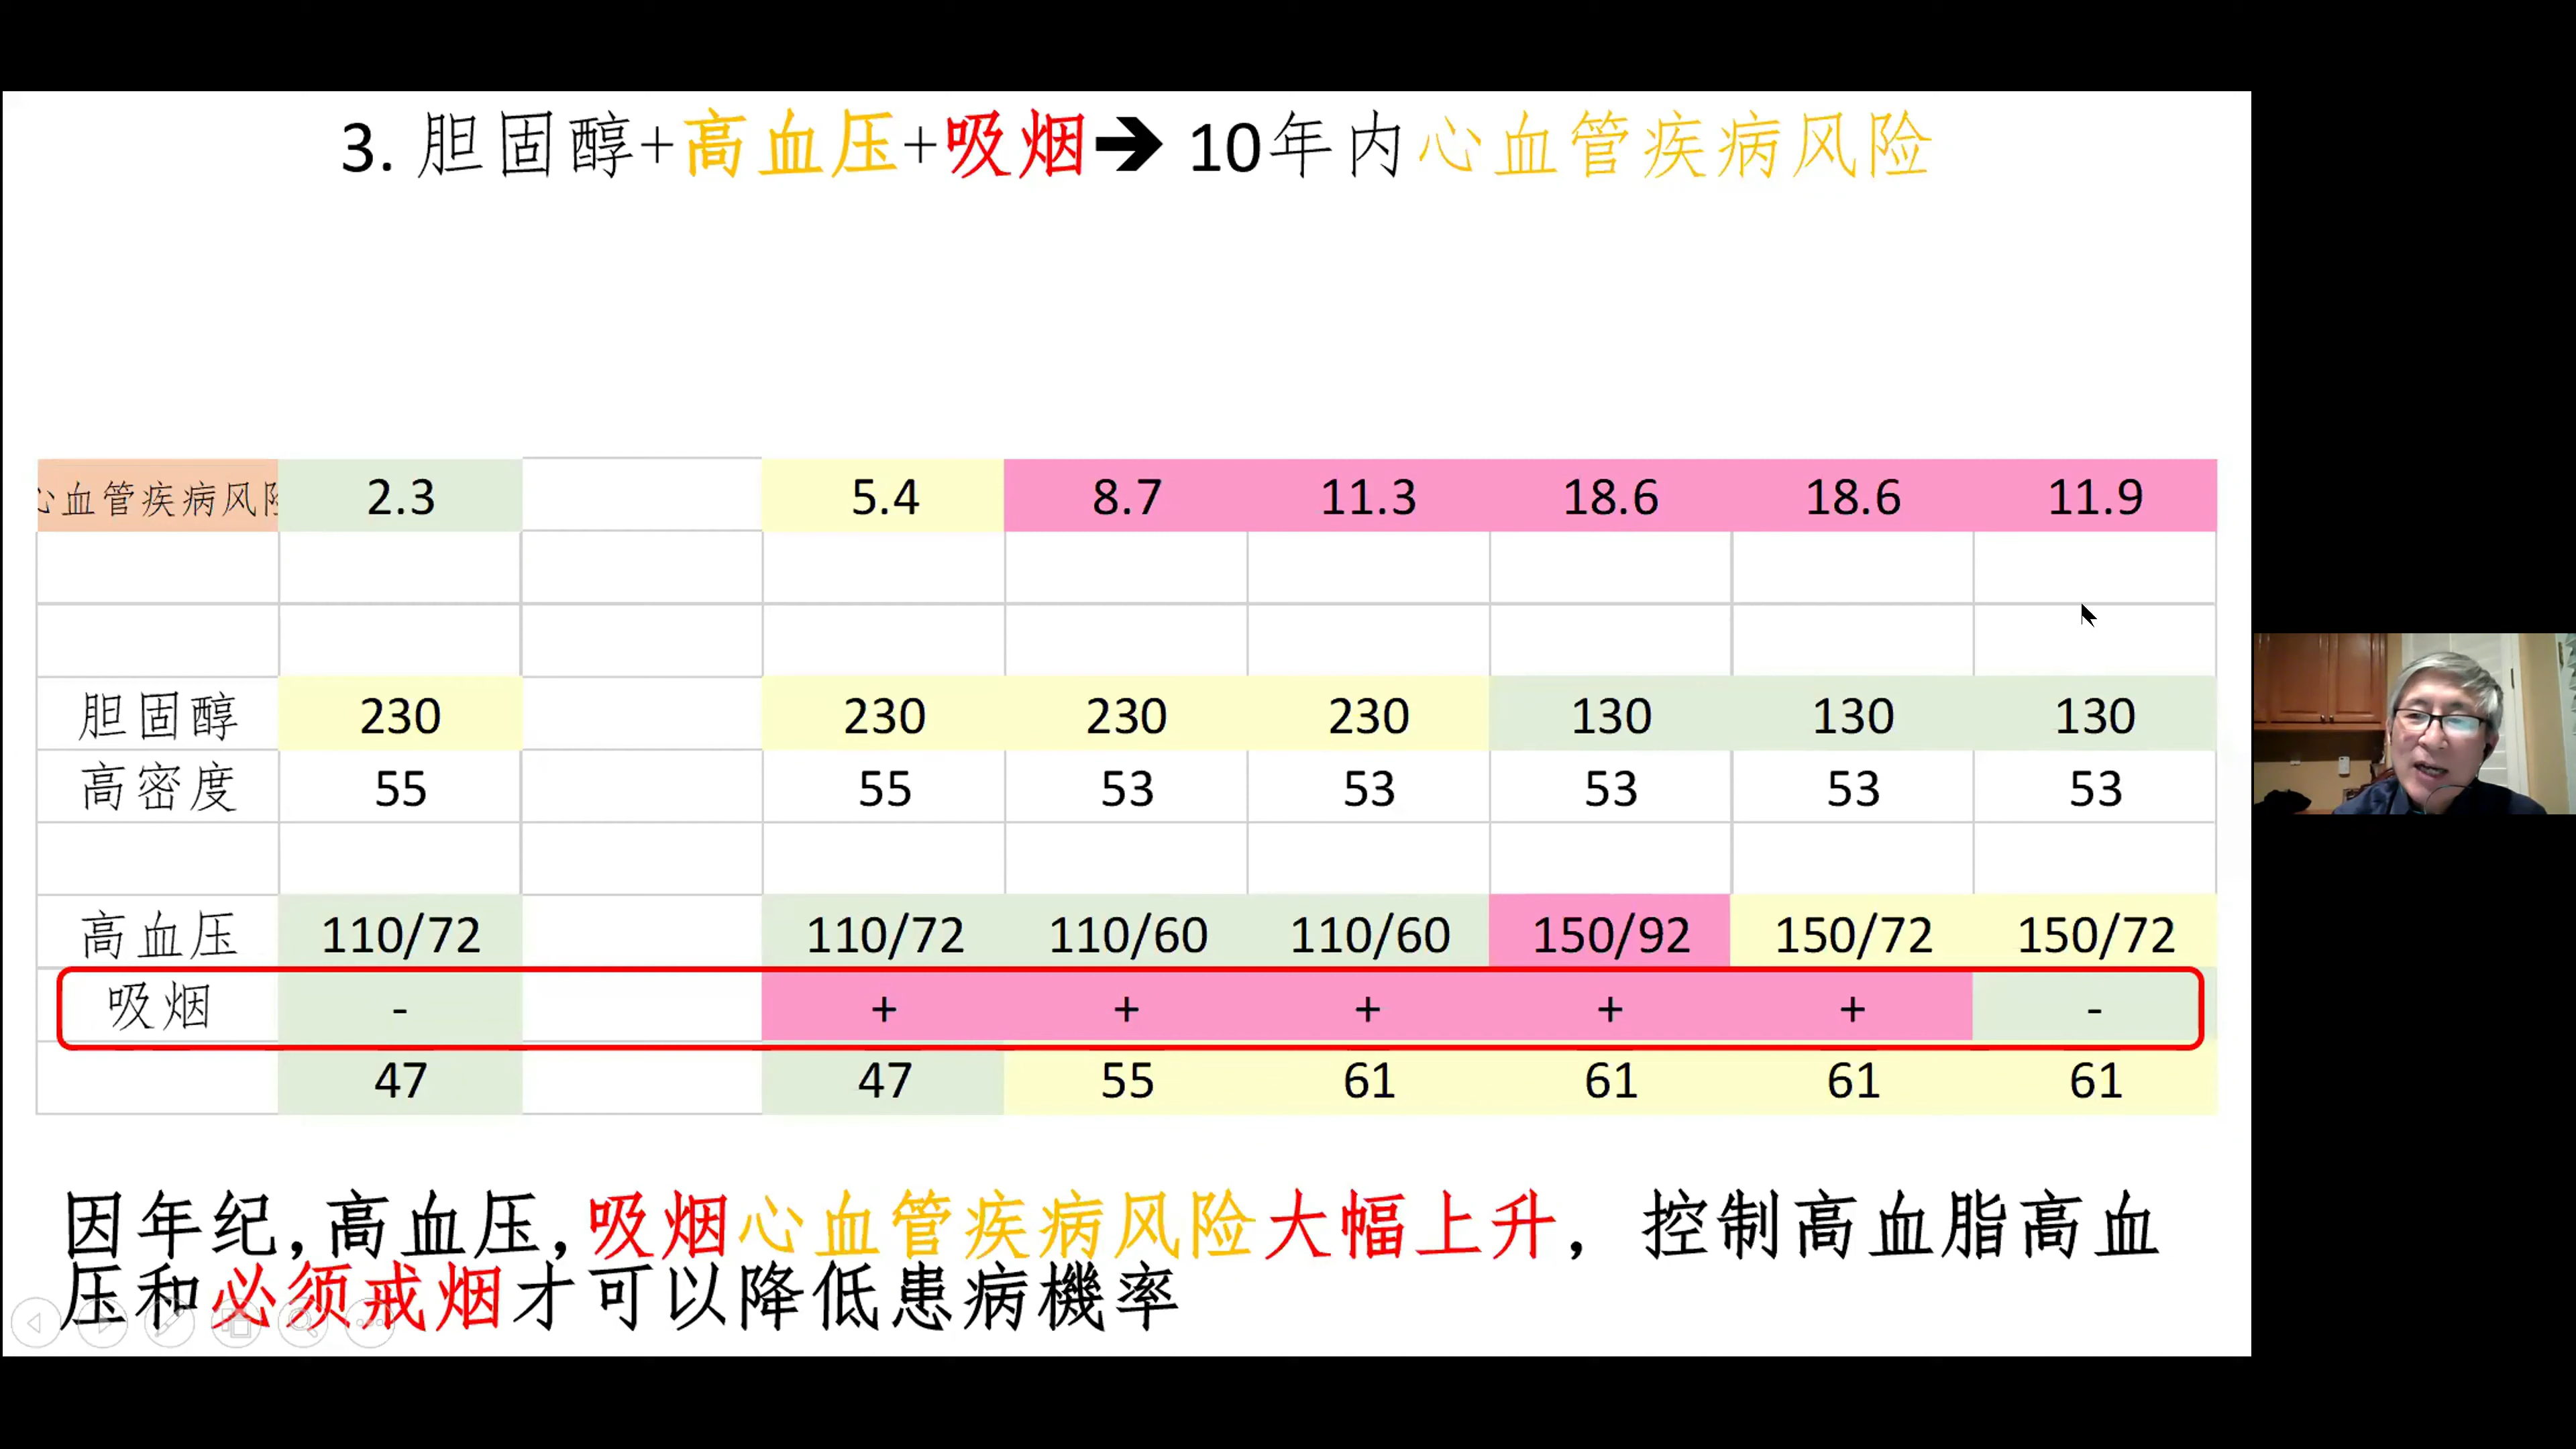 3. 胆固醇+高血压+吸烟➔ 10年内心血管疾病风险
心血管疾病风险 2.3 5.4 8.7 11.3 18.6 18.6 11.9
胆固醇 230 230 230 230 130 130 130
高密度 55 55 53 53 53 53 53
高血压 110/72 110/72 110/60 110/60 150/92 150/72 150/72
吸烟 - + + + + + -
47 47 55 61 61 61 61
因年纪,高血压,吸烟心血管疾病风险大幅上升，控制高血脂高血
压和必须戒烟才可以降低患病機率